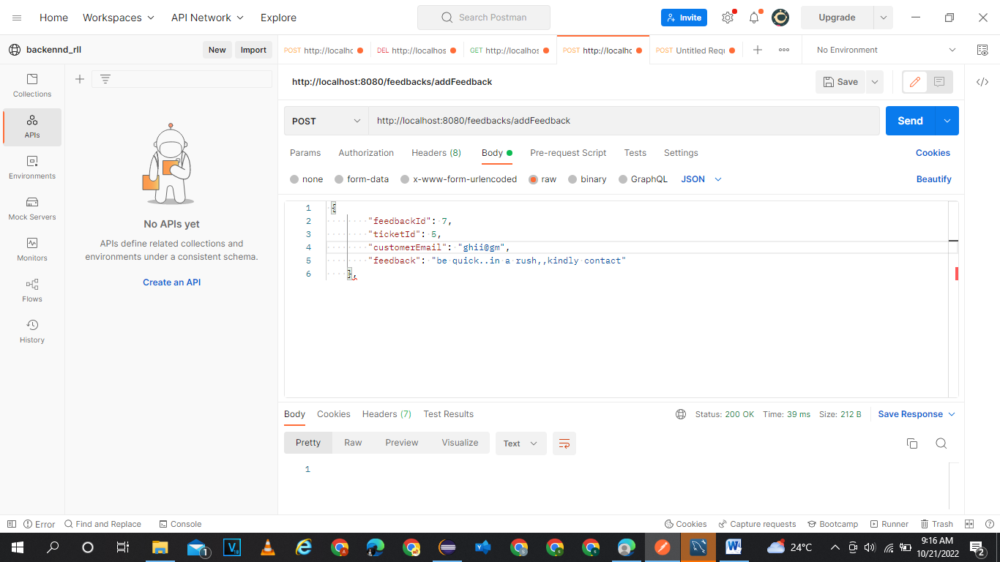 Home Workspaces API Network Explore Search Postman Invite Upgrade
backennd_rll New Import POST http://localhc DEL http://localhos GET http://localhos POST http://localhc POST Untitled Requ No Environment
Collections
APIs
Environments
Mock Servers
Monitors
Flows
History
No APIs yet
APIs define related collections and
environments under a consistent schema.
Create an API
http://localhost:8080/feedbacks/addFeedback Save
POST http://localhost:8080/feedbacks/addFeedback Send
Params Authorization Headers (8) Body Pre-request Script Tests Settings Cookies
none form-data x-www-form-urlencoded raw binary GraphQL JSON Beautify
1 {
2 "feedbackId": 7,
3 "ticketId": 5,
4 "customerEmail": "ghii@gm",
5 "feedback": "be quick..in a rush,,kindly contact"
6 },
Body Cookies Headers (7) Test Results Status: 200 OK Time: 39 ms Size: 212 B Save Response
Pretty Raw Preview Visualize Text
1
Error Find and Replace Console Cookies Capture requests Bootcamp Runner Trash
1 24°C 9:16 AM
10/21/2022 2